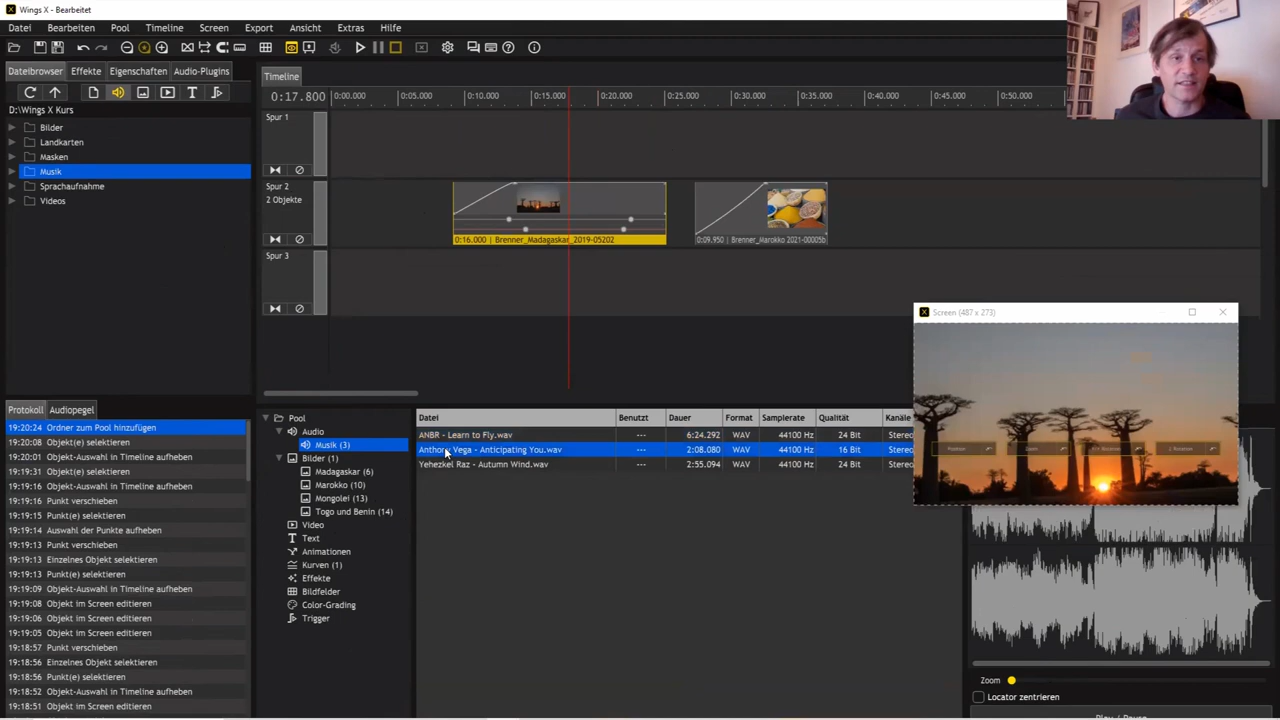 Wings X - Bearbeitet
Datei Bearbeiten Pool Timeline Screen Export Ansicht Extras Hilfe
Dateibrowser Effekte Eigenschaften Audio-Plugins
D:\Wings X Kurs
Bilder
Landkarten
Masken
Musik
Sprachaufnahme
Videos
Timeline
0:17.800 0:00.000 0:05.000 0:10.000 0:15.000 0:20.000 0:25.000 0:30.000 0:35.000 0:40.000 0:45.000 0:50.000
Spur 1
Spur 2
2 Objekte
0:16.000 | Brenner_Madagaskar_2019-05202
0:09.950 | Brenner_Marokko 2021-00005b
Spur 3
Screen (487 x 273)
Protokoll Audiopegel
19:20:24 Ordner zum Pool hinzufügen
19:20:08 Objekt(e) selektieren
19:20:01 Objekt-Auswahl in Timeline aufheben
19:19:31 Objekt(e) selektieren
19:19:16 Objekt-Auswahl in Timeline aufheben
19:19:16 Punkt verschieben
19:19:15 Punkt(e) selektieren
19:19:14 Auswahl der Punkte aufheben
19:19:13 Punkt verschieben
19:19:13 Einzelnes Objekt selektieren
19:19:13 Punkt(e) selektieren
19:19:09 Objekt-Auswahl in Timeline aufheben
19:19:08 Objekt im Screen editieren
19:19:06 Objekt im Screen editieren
19:19:05 Objekt im Screen editieren
19:18:57 Punkt verschieben
19:18:56 Einzelnes Objekt selektieren
19:18:56 Punkt(e) selektieren
19:18:52 Objekt-Auswahl in Timeline aufheben
19:18:51 Objekt im Screen editieren
Pool
Audio
Musik (3)
Bilder (1)
Madagaskar (6)
Marokko (10)
Mongolei (13)
Togo und Benin (14)
Video
Text
Animationen
Kurven (1)
Effekte
Bildfelder
Color-Grading
Trigger
Datei Benutzt Dauer Format Samplerate Qualität Kanäle
ANBR - Learn to Fly.wav --- 6:24.292 WAV 44100 Hz 24 Bit Stereo
Anthony Vega - Anticipating You.wav --- 2:08.080 WAV 44100 Hz 16 Bit Stereo
Yehezkel Raz - Autumn Wind.wav --- 2:55.094 WAV 44100 Hz 24 Bit Stereo
Zoom
Locator zentrieren
Play / Pause